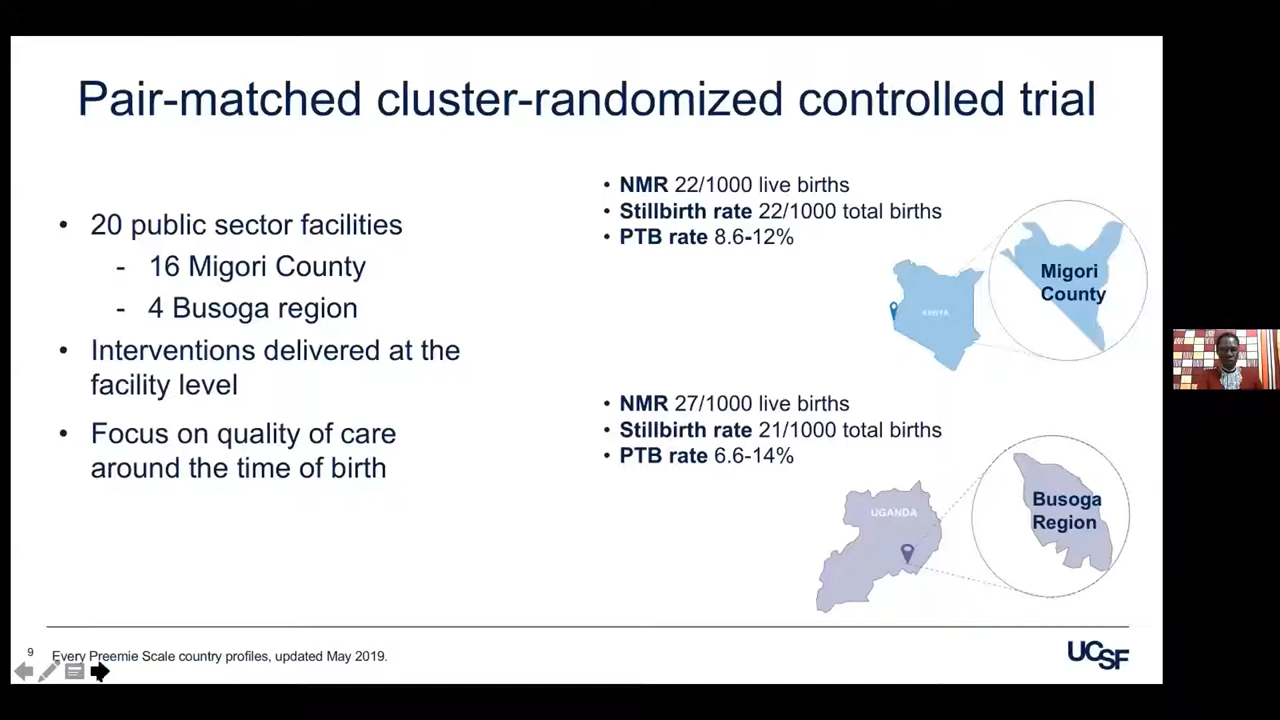 Pair-matched cluster-randomized controlled trial
• 20 public sector facilities
- 16 Migori County
- 4 Busoga region
• Interventions delivered at the
facility level
• Focus on quality of care
around the time of birth
• NMR 22/1000 live births
• Stillbirth rate 22/1000 total births
• PTB rate 8.6-12%
KENYA
Migori
County
• NMR 27/1000 live births
• Stillbirth rate 21/1000 total births
• PTB rate 6.6-14%
UGANDA
Busoga
Region
9
Every Preemie Scale country profiles, updated May 2019.
UCSF